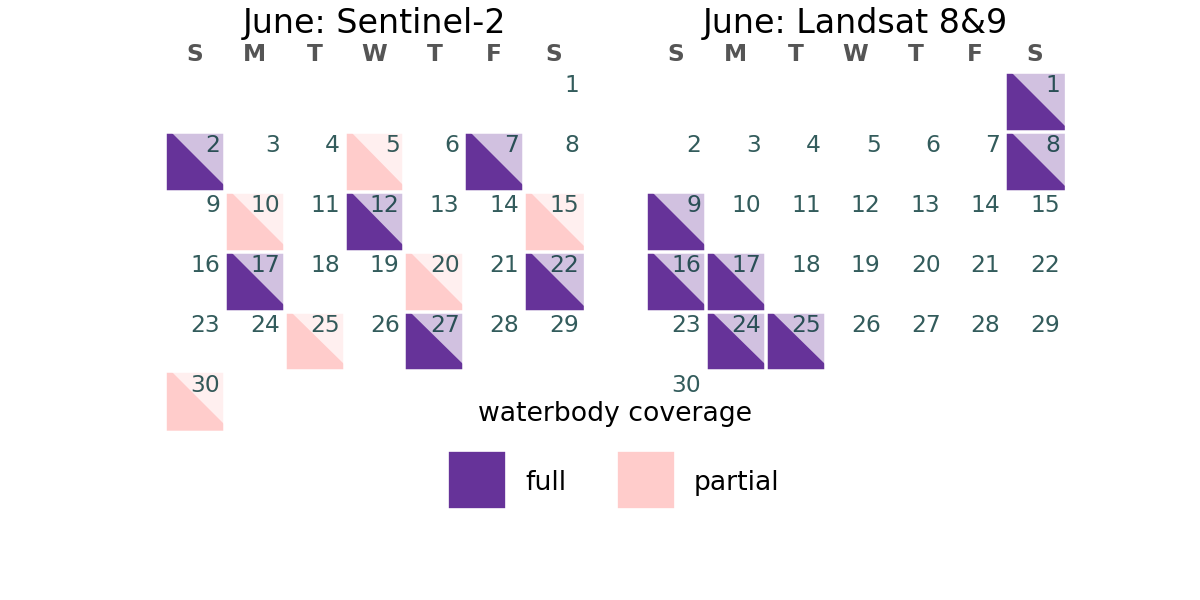 June: Sentinel-2
S M T W T F S
1
2 3 4 5 6 7 8
9 10 11 12 13 14 15
16 17 18 19 20 21 22
23 24 25 26 27 28 29
30
June: Landsat 8&9
S M T W T F S
1
2 3 4 5 6 7 8
9 10 11 12 13 14 15
16 17 18 19 20 21 22
23 24 25 26 27 28 29
30
waterbody coverage
full partial